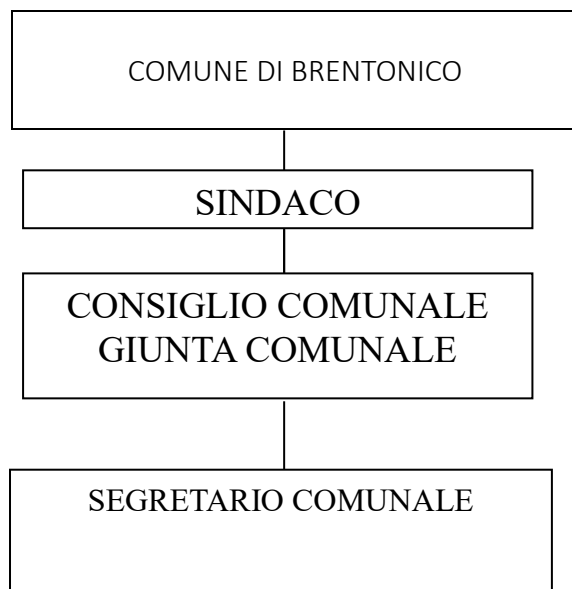 COMUNE DI BRENTONICO
SINDACO
CONSIGLIO COMUNALE
GIUNTA COMUNALE
SEGRETARIO COMUNALE